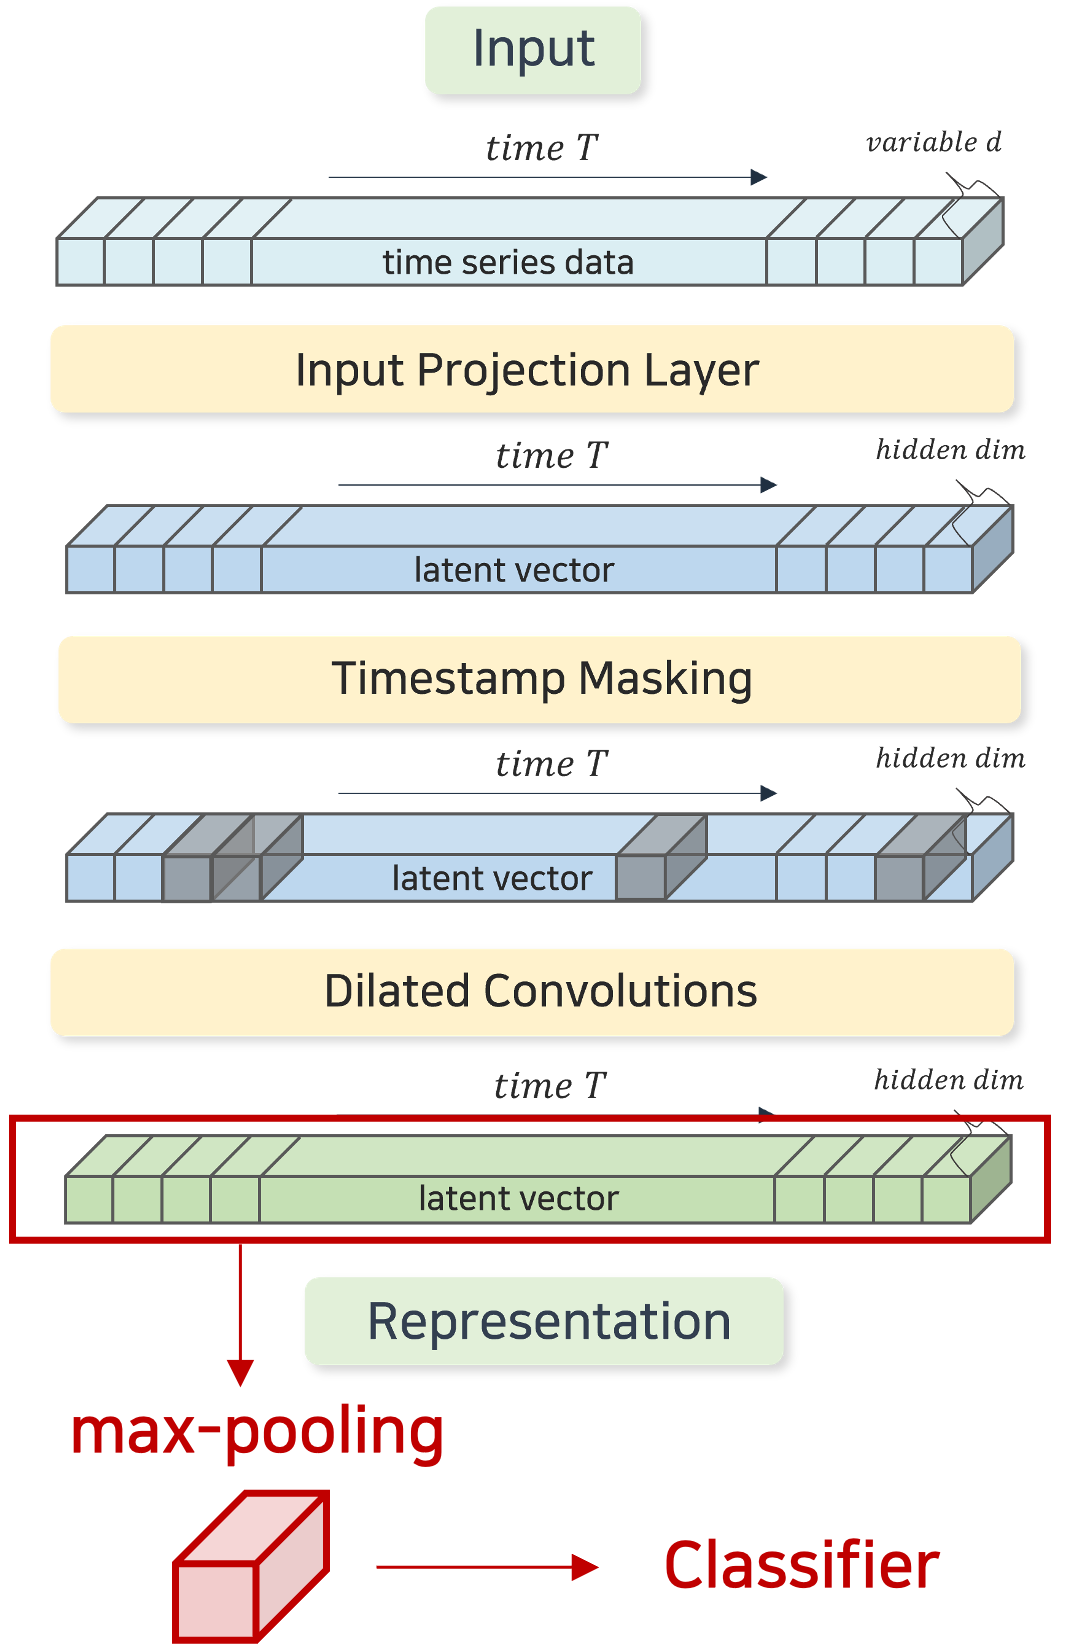 Input
time T
variable d
time series data
Input Projection Layer
time T
hidden dim
latent vector
Timestamp Masking
time T
hidden dim
latent vector
Dilated Convolutions
time T
hidden dim
latent vector
Representation
max-pooling
Classifier